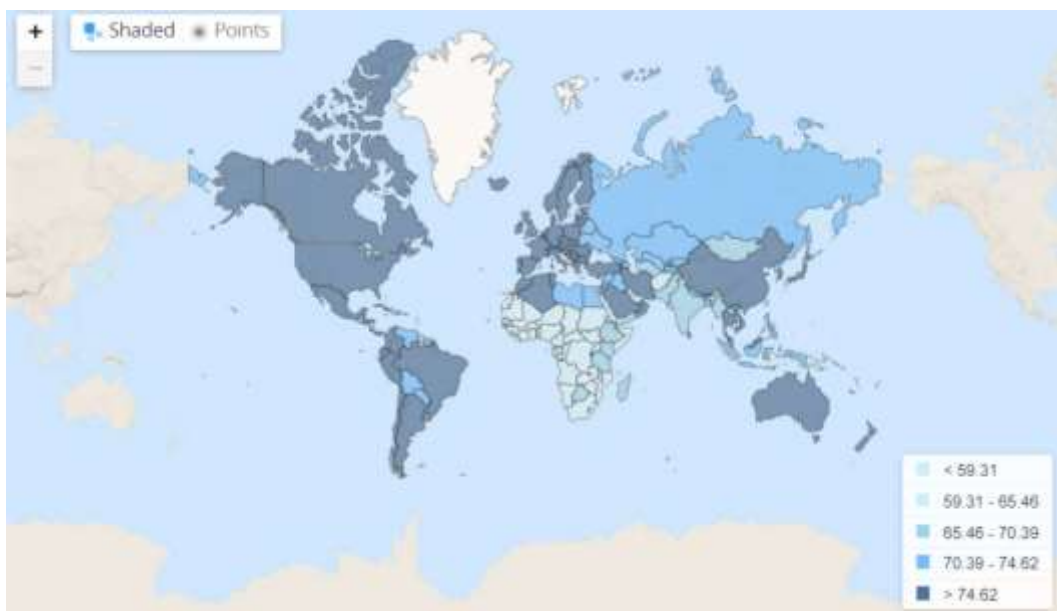 +
Shaded Points
−
< 59.31
59.31 - 65.46
65.46 - 70.39
70.39 - 74.62
> 74.62